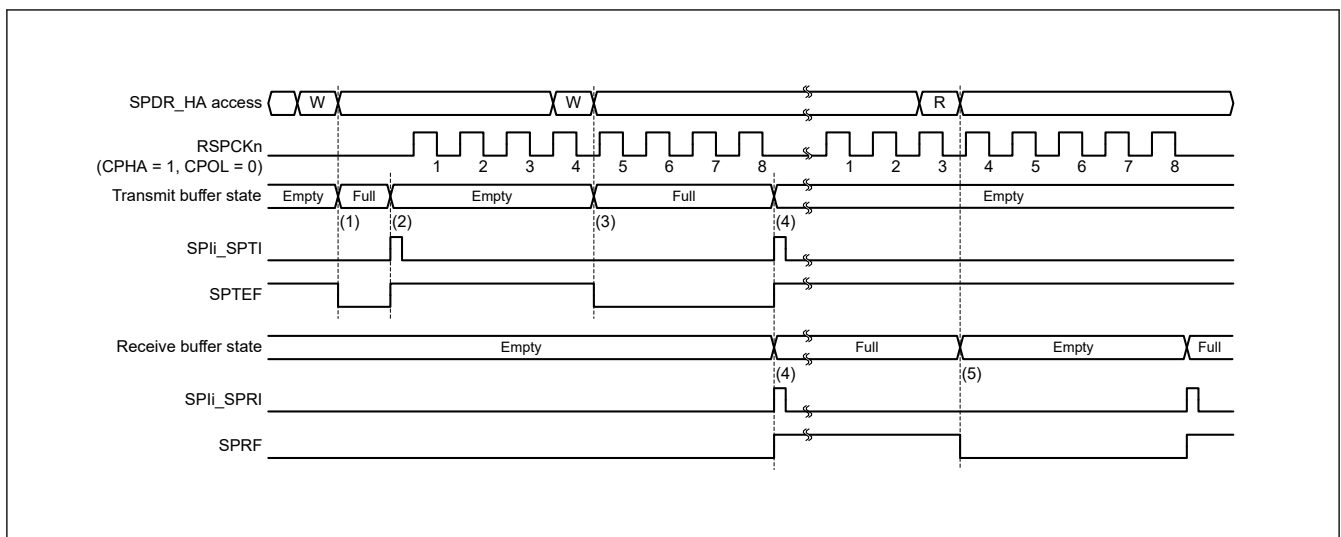 SPDR_HA access W W R
RSPCKn
(CPHA = 1, CPOL = 0) 1 2 3 4 5 6 7 8 1 2 3 4 5 6 7 8
Transmit buffer state Empty Full Empty Full Empty
(1) (2) (3) (4)
SPIi_SPTI
SPTEF
Receive buffer state Empty Full Empty Full
(4) (5)
SPIi_SPRI
SPRF